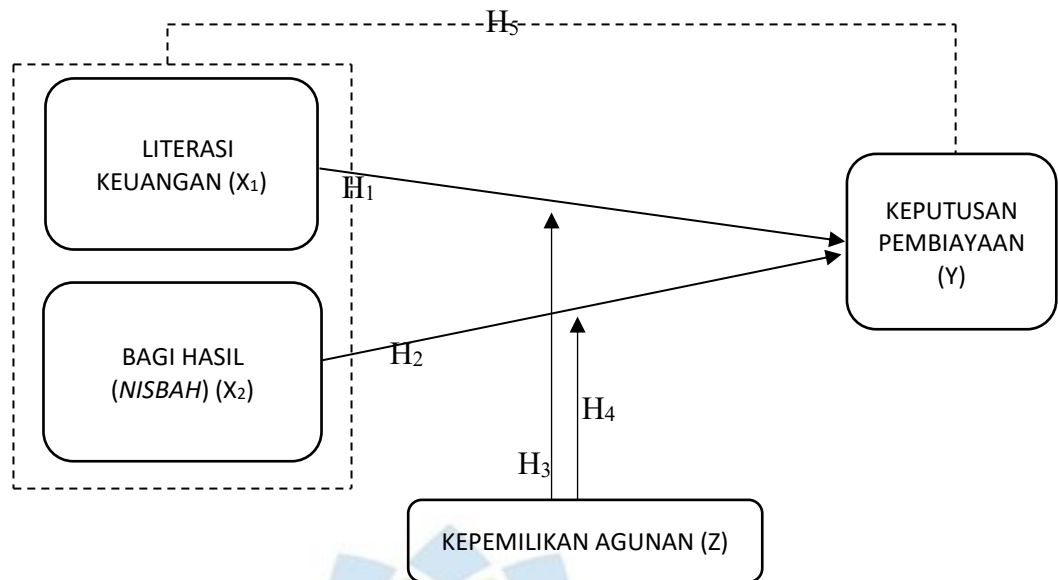 H₅
LITERASI
KEUANGAN (X₁)
H₁
KEPUTUSAN
PEMBIAYAAN
(Y)
BAGI HASIL
(NISBAH) (X₂)
H₂
H₄
H₃
KEPEMILIKAN AGUNAN (Z)